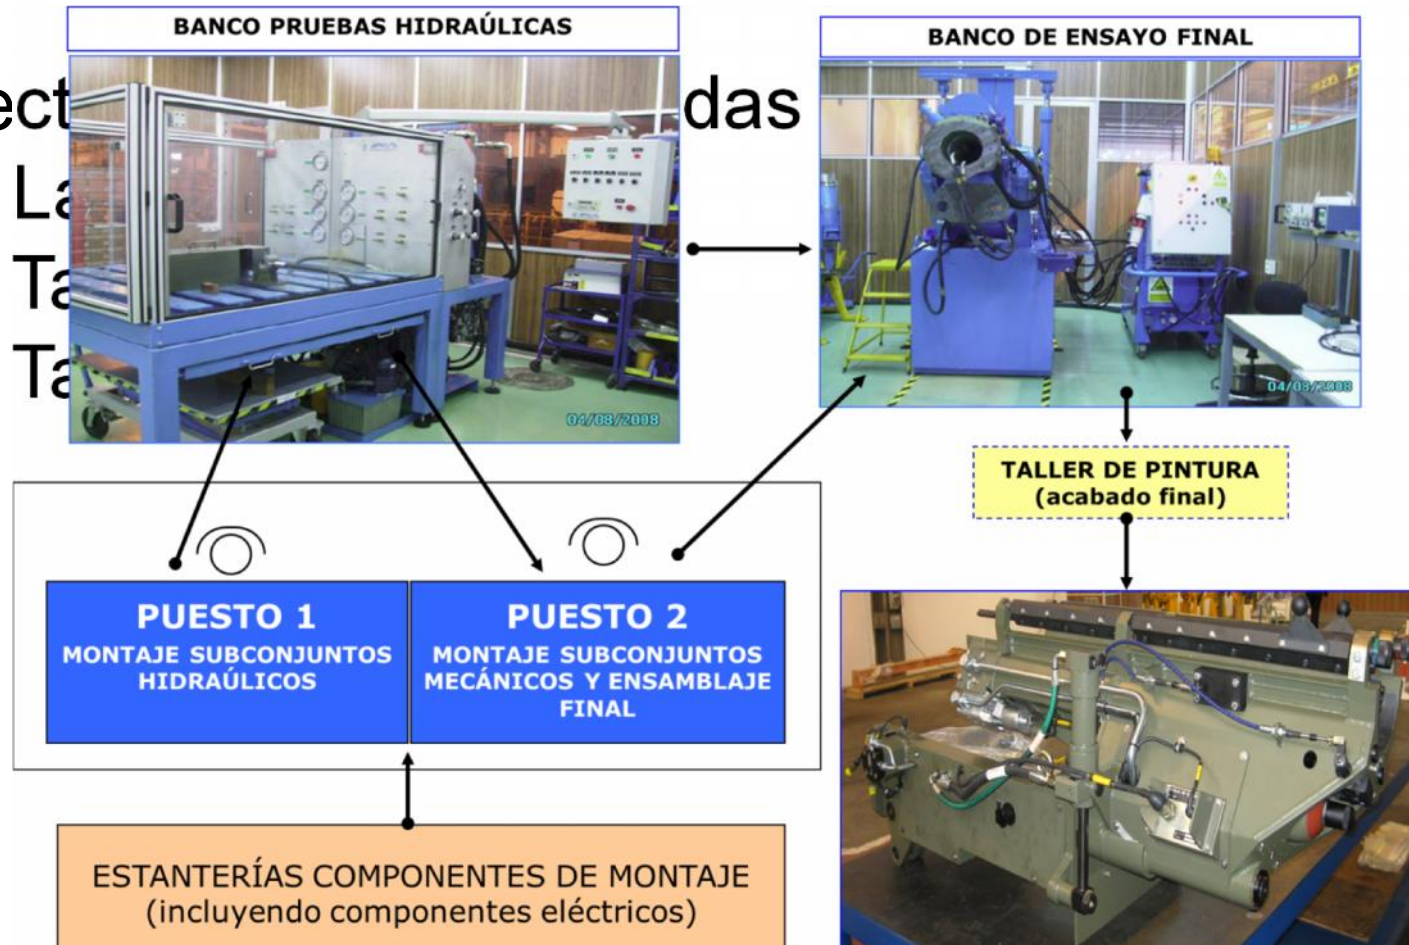 BANCO PRUEBAS HIDRAÚLICAS
BANCO DE ENSAYO FINAL
das
04/08/2008
04/08/2008
TALLER DE PINTURA
(acabado final)
PUESTO 1
MONTAJE SUBCONJUNTOS
HIDRAÚLICOS
PUESTO 2
MONTAJE SUBCONJUNTOS
MECÁNICOS Y ENSAMBLAJE
FINAL
ESTANTERÍAS COMPONENTES DE MONTAJE
(incluyendo componentes eléctricos)